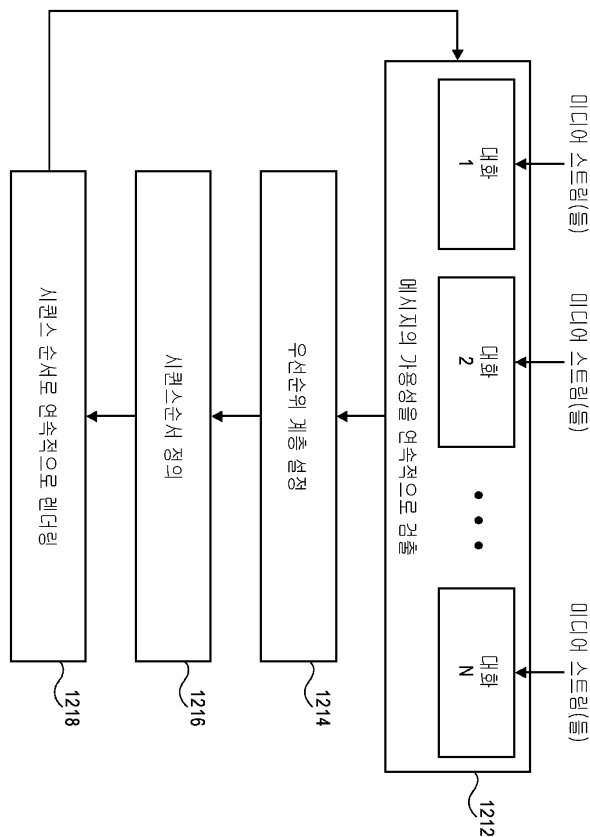 미디어 스트림(들)
미디어 스트림(들)
미디어 스트림(들)
대화
1
대화
2
대화
N
메시지의 가용성을 연속적으로 검출
1212
우선순위 계층 설정
1214
시퀀스순서 정의
1216
시퀀스 순서로 연속적으로 렌더링
1218